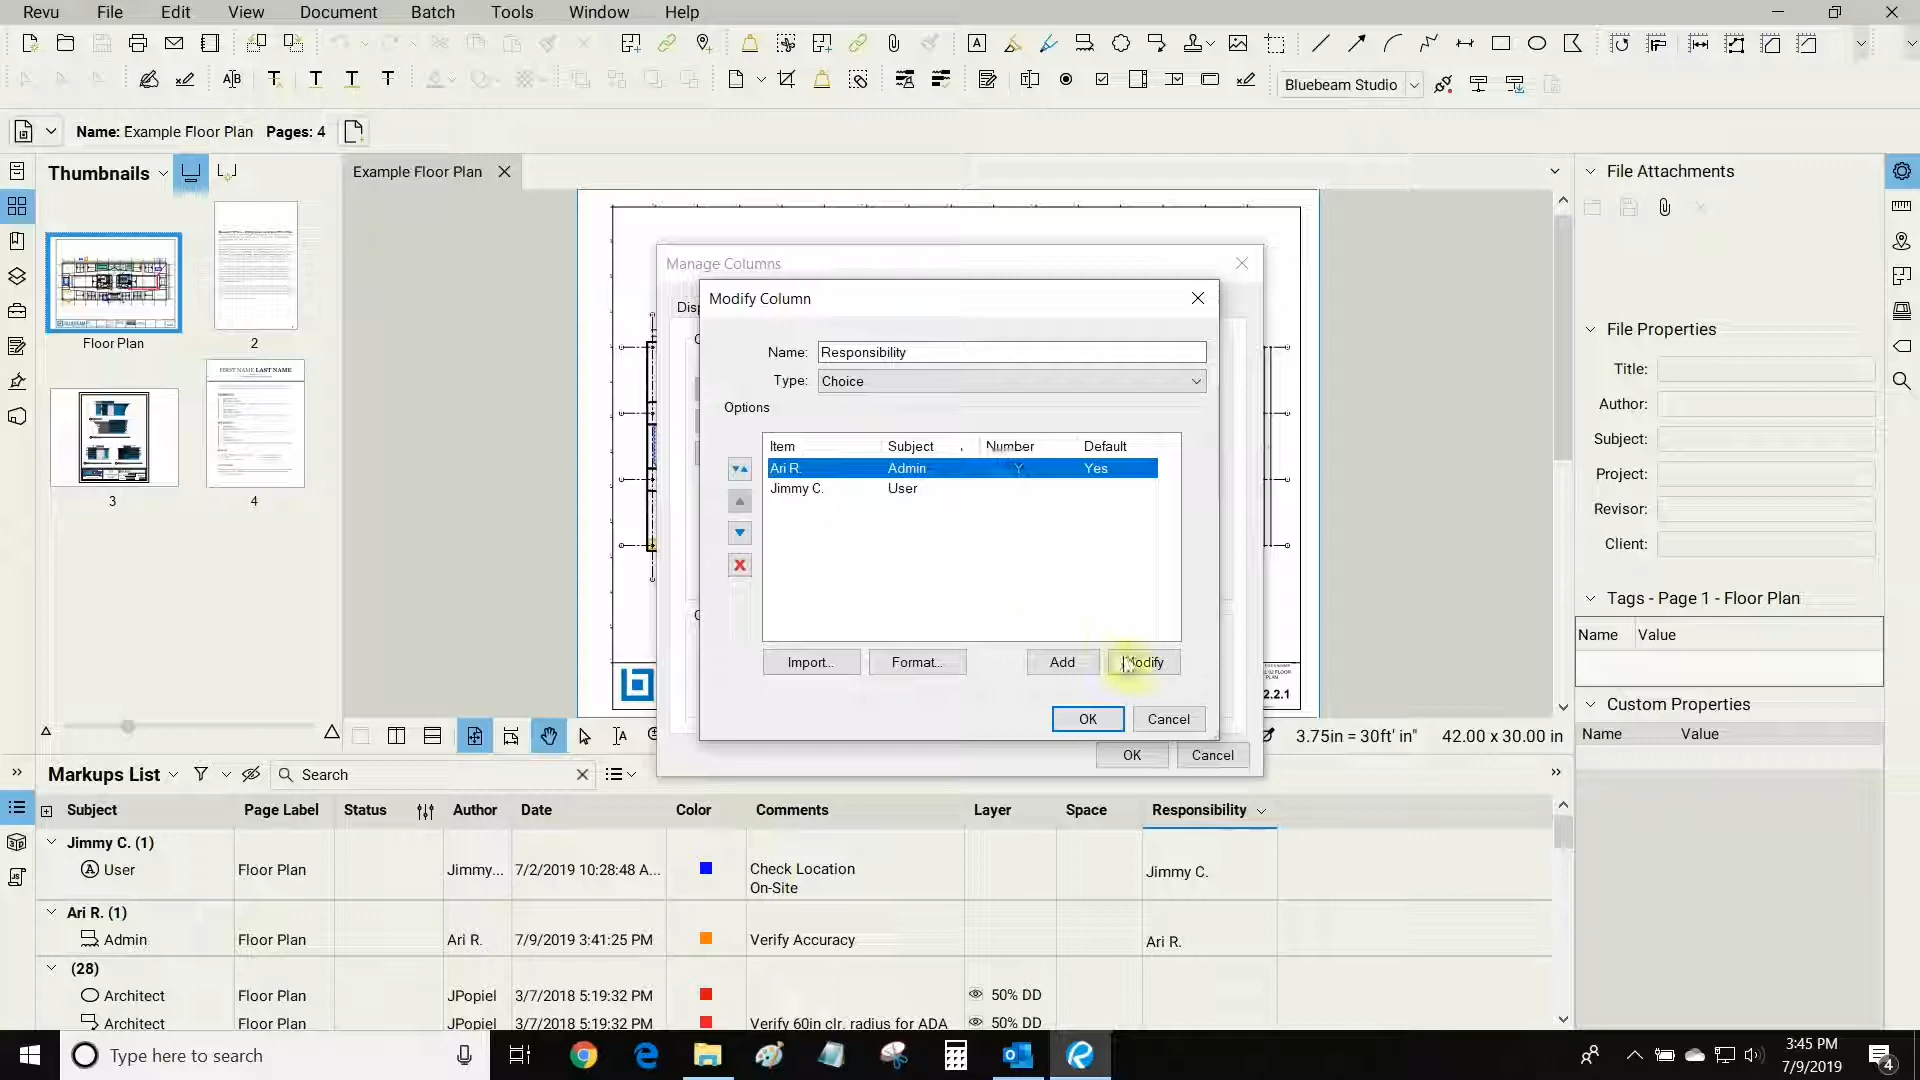 Revu File Edit View Document Batch Tools Window Help
Bluebeam Studio
Name: Example Floor Plan Pages: 4
Thumbnails
Example Floor Plan
File Attachments
Floor Plan
2
FIRST NAME LAST NAME
3
4
Manage Columns
Modify Column
Name: Responsibility
Type: Choice
Options
Item Subject Number Default
Ari R. Admin Y Yes
Jimmy C. User
Import... Format... Add Modify
OK Cancel
OK Cancel
2.2.1
3.75in = 30ft' in" 42.00 x 30.00 in
File Properties
Title:
Author:
Subject:
Project:
Revisor:
Client:
Tags - Page 1 - Floor Plan
Name Value
Custom Properties
Name Value
Markups List Search
Subject Page Label Status Author Date Color Comments Layer Space Responsibility
Jimmy C. (1)
User Floor Plan Jimmy... 7/2/2019 10:28:48 A... Check Location
On-Site Jimmy C.
Ari R. (1)
Admin Floor Plan Ari R. 7/9/2019 3:41:25 PM Verify Accuracy Ari R.
(28)
Architect Floor Plan JPopiel 3/7/2018 5:19:32 PM 50% DD
Architect Floor Plan JPopiel 3/7/2018 5:19:32 PM Verify 60in clr. radius for ADA 50% DD
Type here to search
3:45 PM
7/9/2019
4